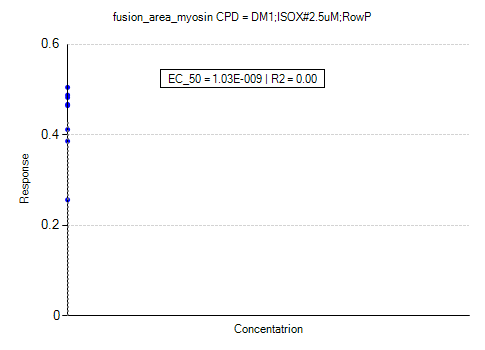 fusion_area_myosin CPD = DM1;ISOX#2.5uM;RowP
0.6
EC_50 = 1.03E-009 | R2 = 0.00
0.4
Response
0.2
0
Concentatrion